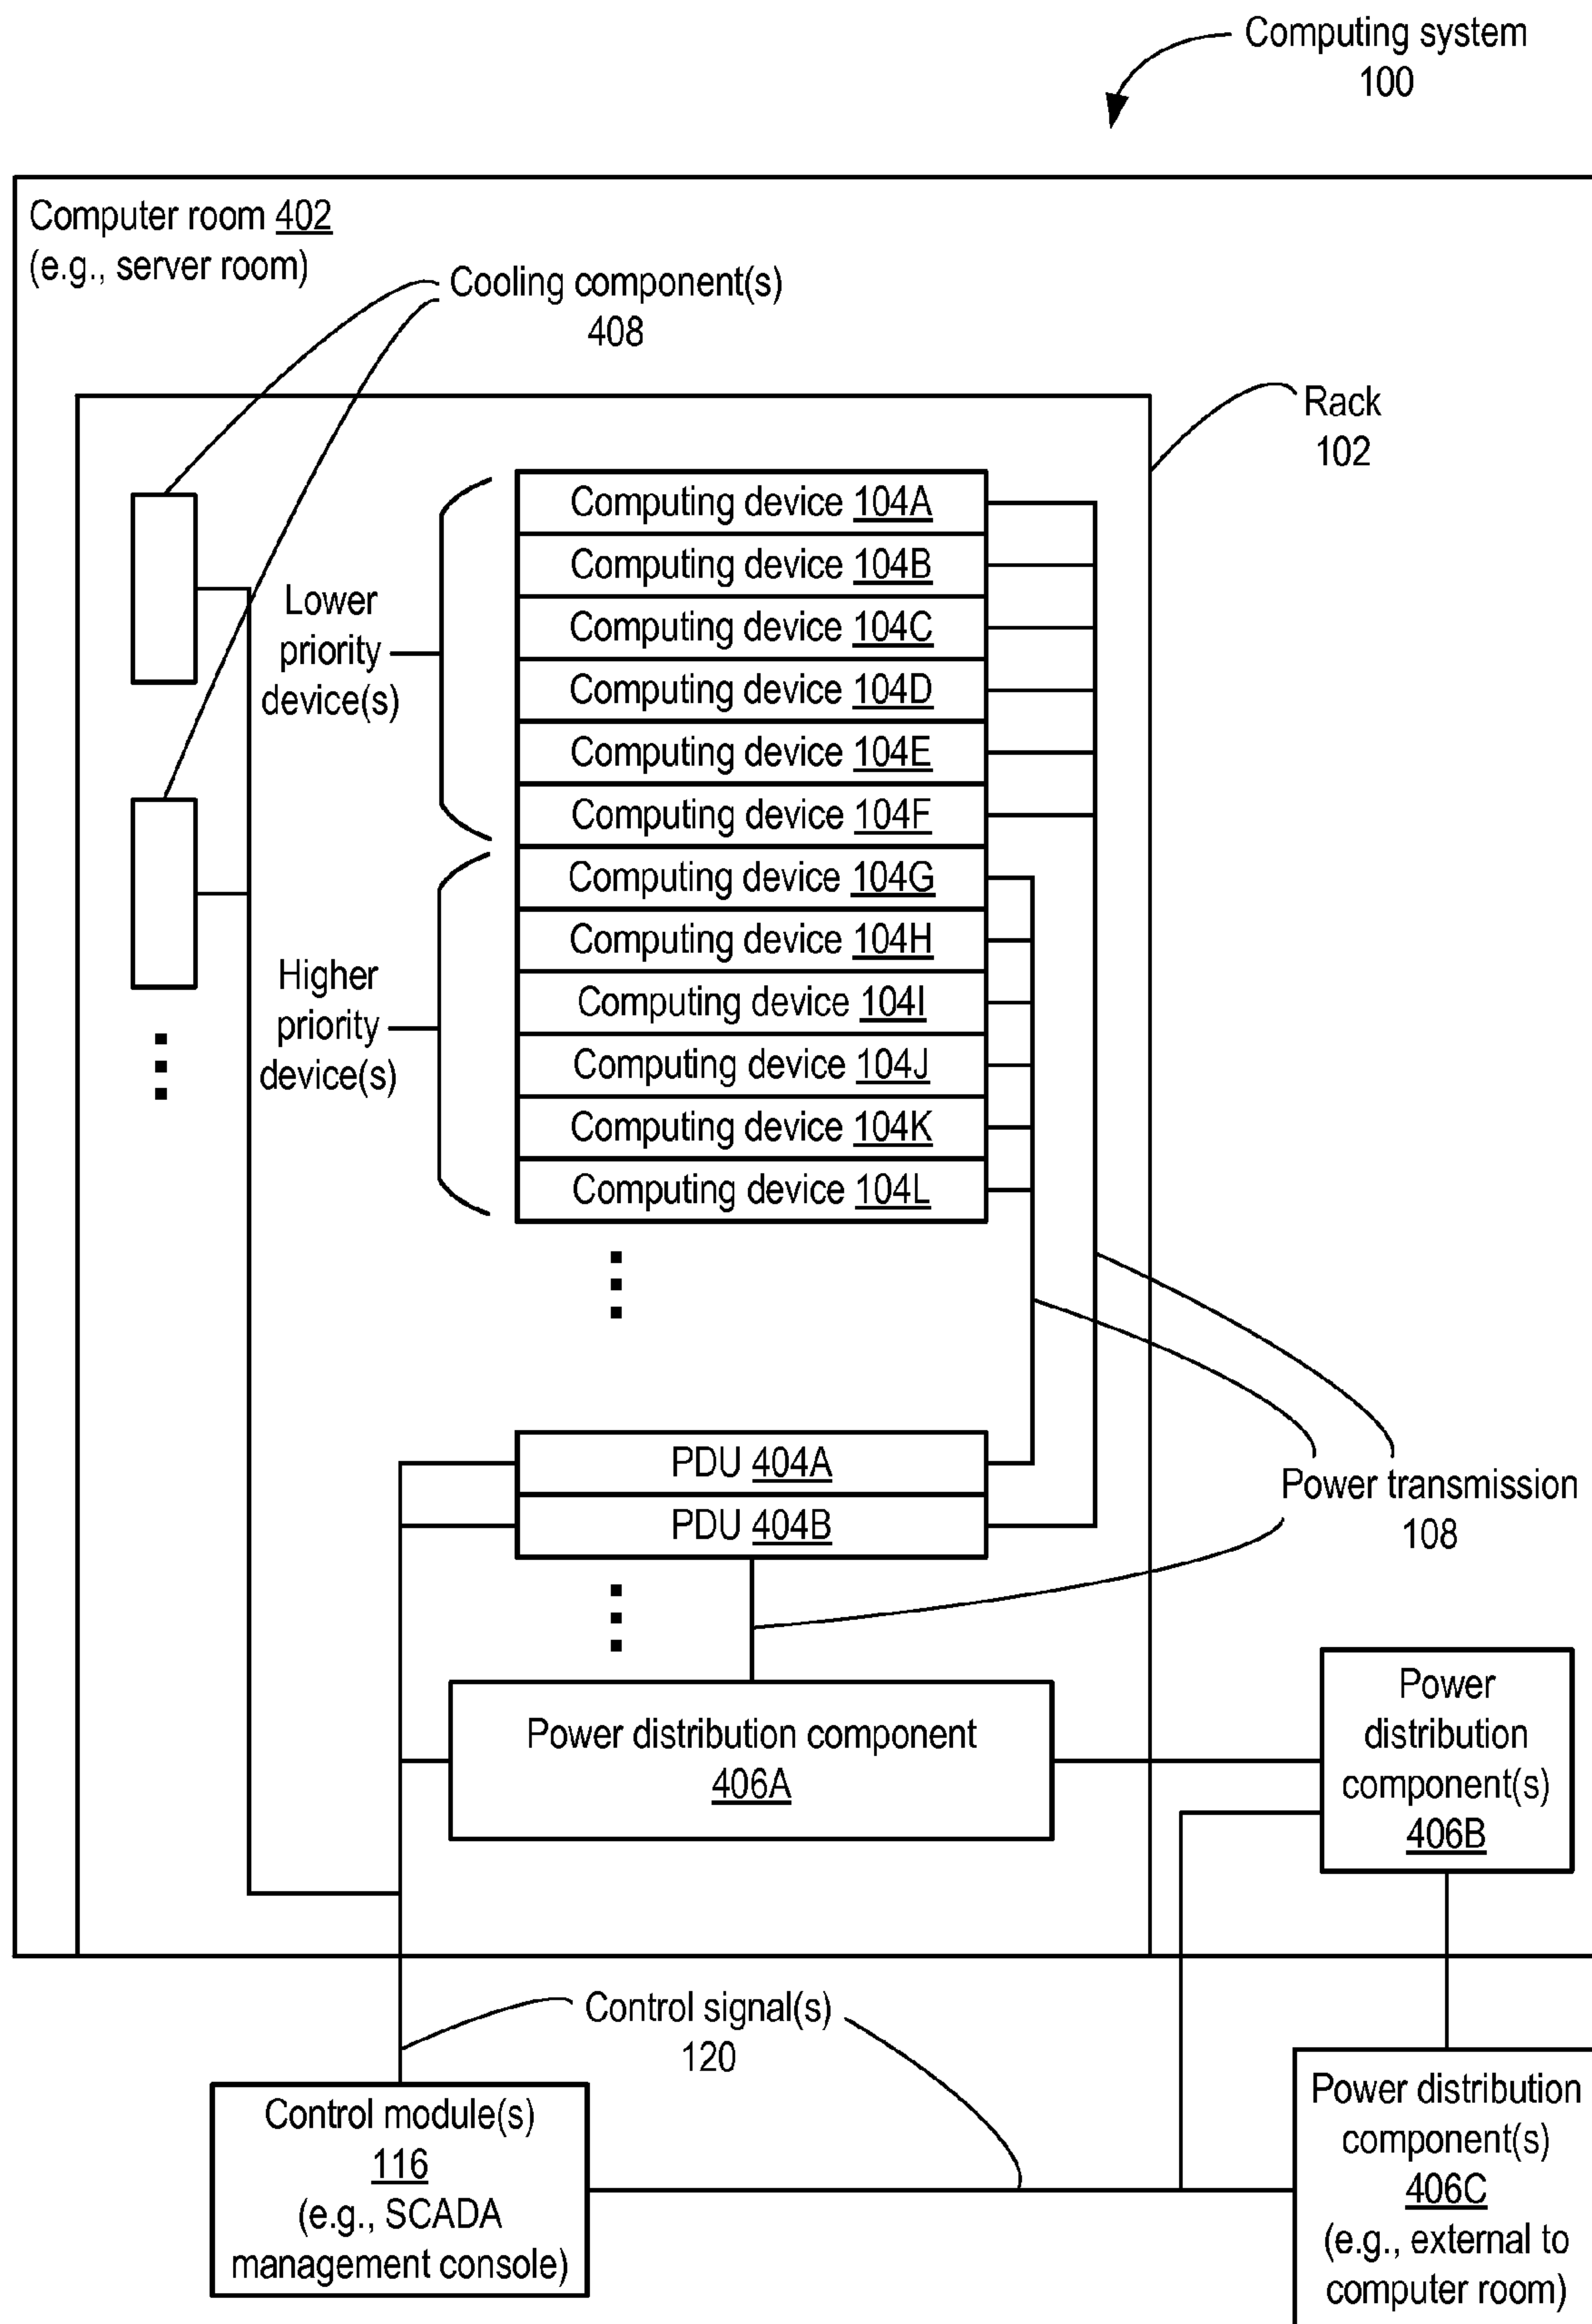 Computing system
100
Computer room 402
(e.g., server room)
Cooling component(s)
408
Rack
102
Computing device 104A
Computing device 104B
Computing device 104C
Computing device 104D
Computing device 104E
Computing device 104F
Lower
priority
device(s)
Computing device 104G
Computing device 104H
Computing device 104I
Computing device 104J
Computing device 104K
Computing device 104L
Higher
priority
device(s)
PDU 404A
PDU 404B
Power transmission
108
Power distribution component
406A
Power
distribution
component(s)
406B
Control signal(s)
120
Control module(s)
116
(e.g., SCADA
management console)
Power distribution
component(s)
406C
(e.g., external to
computer room)